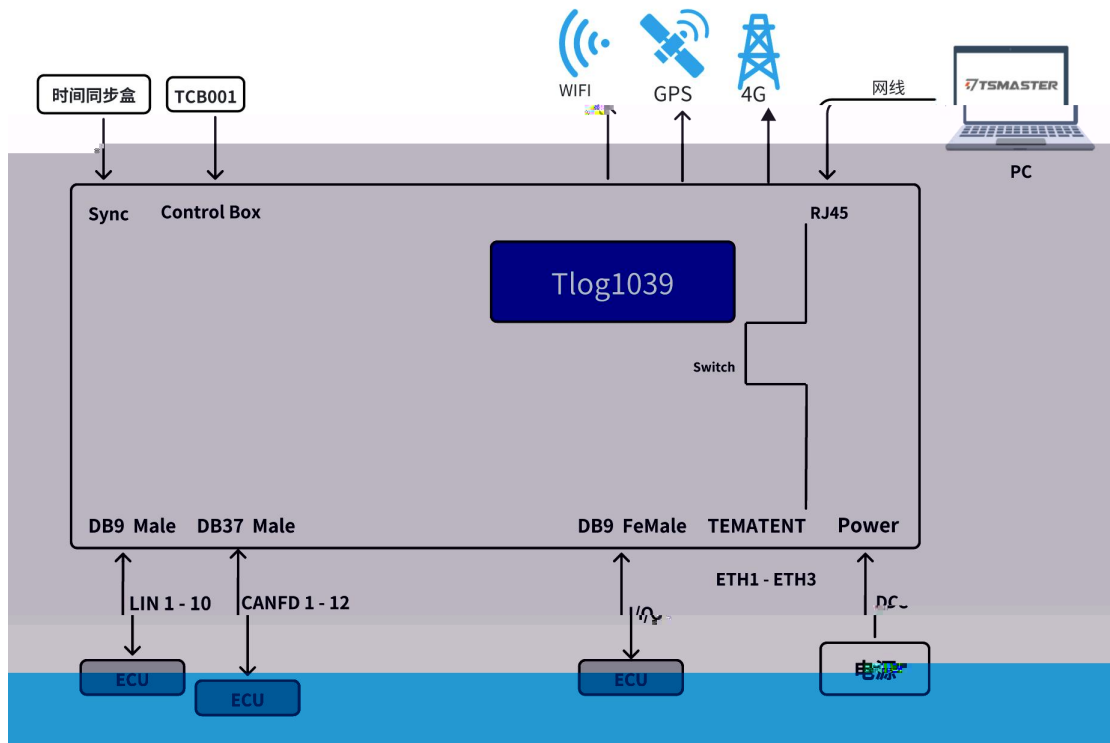 时间同步盒
TCB001
WIFI
GPS
4G
网线
TSMASTER
PC
Sync
Control Box
RJ45
Tlog1039
Switch
DB9 Male
DB37 Male
DB9 FeMale
TEMATENT
Power
ETH1 - ETH3
LIN 1 - 10
CANFD 1 - 12
ECU
ECU
ECU
电源